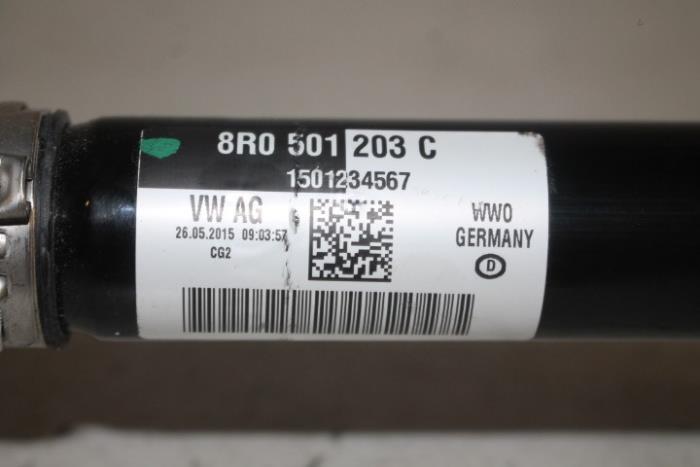 8R0 501 203 C
1501234567
VW AG
26.05.2015 09:03:57
CG2
WWO
GERMANY
D